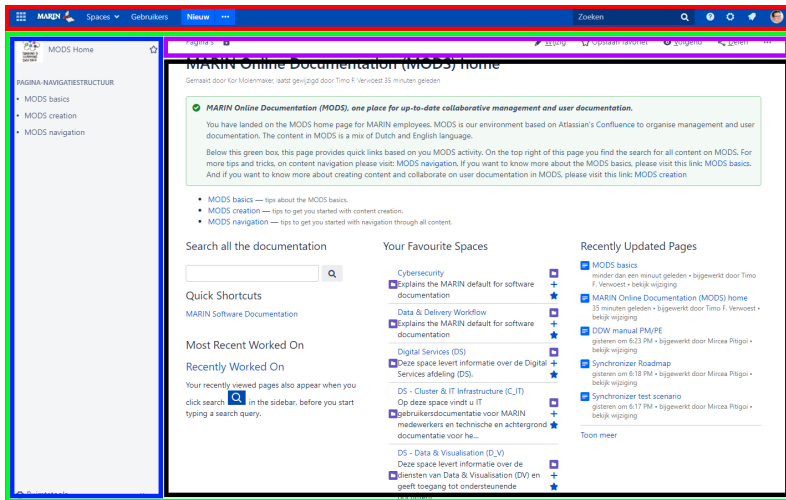 MARIN Spaces Gebruikers Nieuw ··· Zoeken
MODS Home
PAGINA-NAVIGATIESTRUCTUUR
• MODS basics
• MODS creation
• MODS navigation
Pagina's Wijzig Opslaan favoriet Volgend Delen ···
MARIN Online Documentation (MODS) home
Gemaakt door Kor Molenmaker, laatst gewijzigd door Timo F. Verwoest 35 minuten geleden
MARIN Online Documentation (MODS), one place for up-to-date collaborative management and user documentation.
You have landed on the MODS home page for MARIN employees. MODS is our environment based on Atlassian's Confluence to organise management and user
documentation. The content in MODS is a mix of Dutch and English language.
Below this green box, this page provides quick links based on you MODS activity. On the top right of this page you find the search for all content on MODS. For
more tips and tricks, on content navigation please visit: MODS navigation. If you want to know more about the MODS basics, please visit this link: MODS basics.
And if you want to know more about creating content and collaborate on user documentation in MODS, please visit this link: MODS creation
• MODS basics — tips about the MODS basics.
• MODS creation — tips to get you started with content creation.
• MODS navigation — tips to get you started with navigation through all content.
Search all the documentation
Quick Shortcuts
MARIN Software Documentation
Most Recent Worked On
Recently Worked On
Your recently viewed pages also appear when you
click search in the sidebar, before you start
typing a search query.
Your Favourite Spaces
Cybersecurity
Explains the MARIN default for software
documentation
Data & Delivery Workflow
Explains the MARIN default for software
documentation
Digital Services (DS)
Deze space levert informatie over de Digital
Services afdeling (DS).
DS - Cluster & IT Infrastructure (C_IT)
Op deze space vindt u IT
gebruikersdocumentatie voor MARIN
medewerkers en technische en achtergrond
documentatie voor he...
DS - Data & Visualisation (D_V)
Deze space levert informatie over de
diensten van Data & Visualisation (DV) en
geeft toegang tot ondersteunende
Recently Updated Pages
MODS basics
minder dan een minuut geleden • bijgewerkt door Timo
F. Verwoest • bekijk wijziging
MARIN Online Documentation (MODS) home
35 minuten geleden • bijgewerkt door Timo F. Verwoest •
bekijk wijziging
DDW manual PM/PE
gisteren om 6:23 PM • bijgewerkt door Mircea Pitigoi •
bekijk wijziging
Synchronizer Roadmap
gisteren om 6:18 PM • bijgewerkt door Mircea Pitigoi •
bekijk wijziging
Synchronizer test scenario
gisteren om 6:17 PM • bijgewerkt door Mircea Pitigoi •
bekijk wijziging
Toon meer